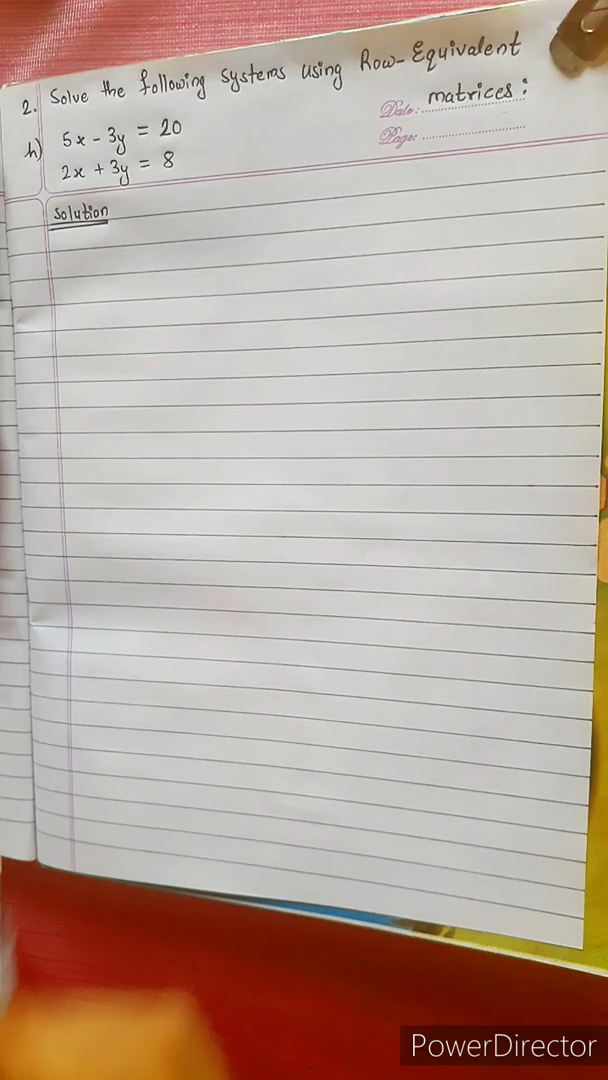 2. Solve the following systems using Row-Equivalent
matrices:
Date:
Page:
h) 5x - 3y = 20
2x + 3y = 8
Solution
PowerDirector